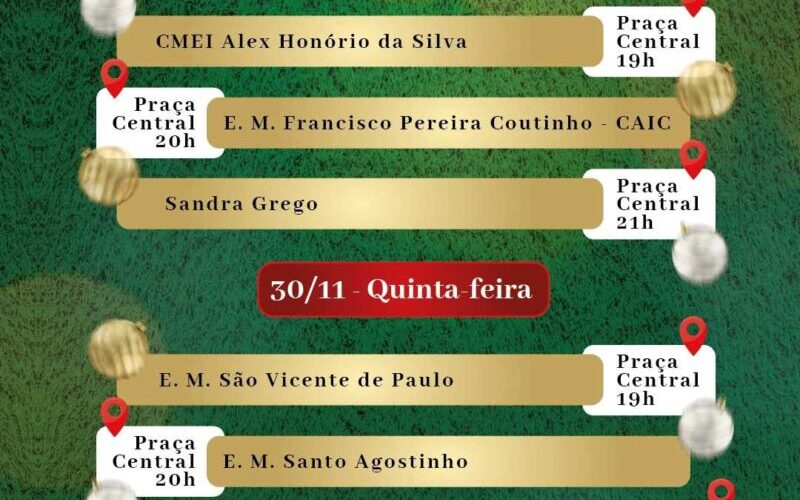 CMEI Alex Honório da Silva
Praça
Central
19h
Praça
Central
20h
E. M. Francisco Pereira Coutinho - CAIC
Sandra Grego
Praça
Central
21h
30/11 - Quinta-feira
E. M. São Vicente de Paulo
Praça
Central
19h
Praça
Central
20h
E. M. Santo Agostinho